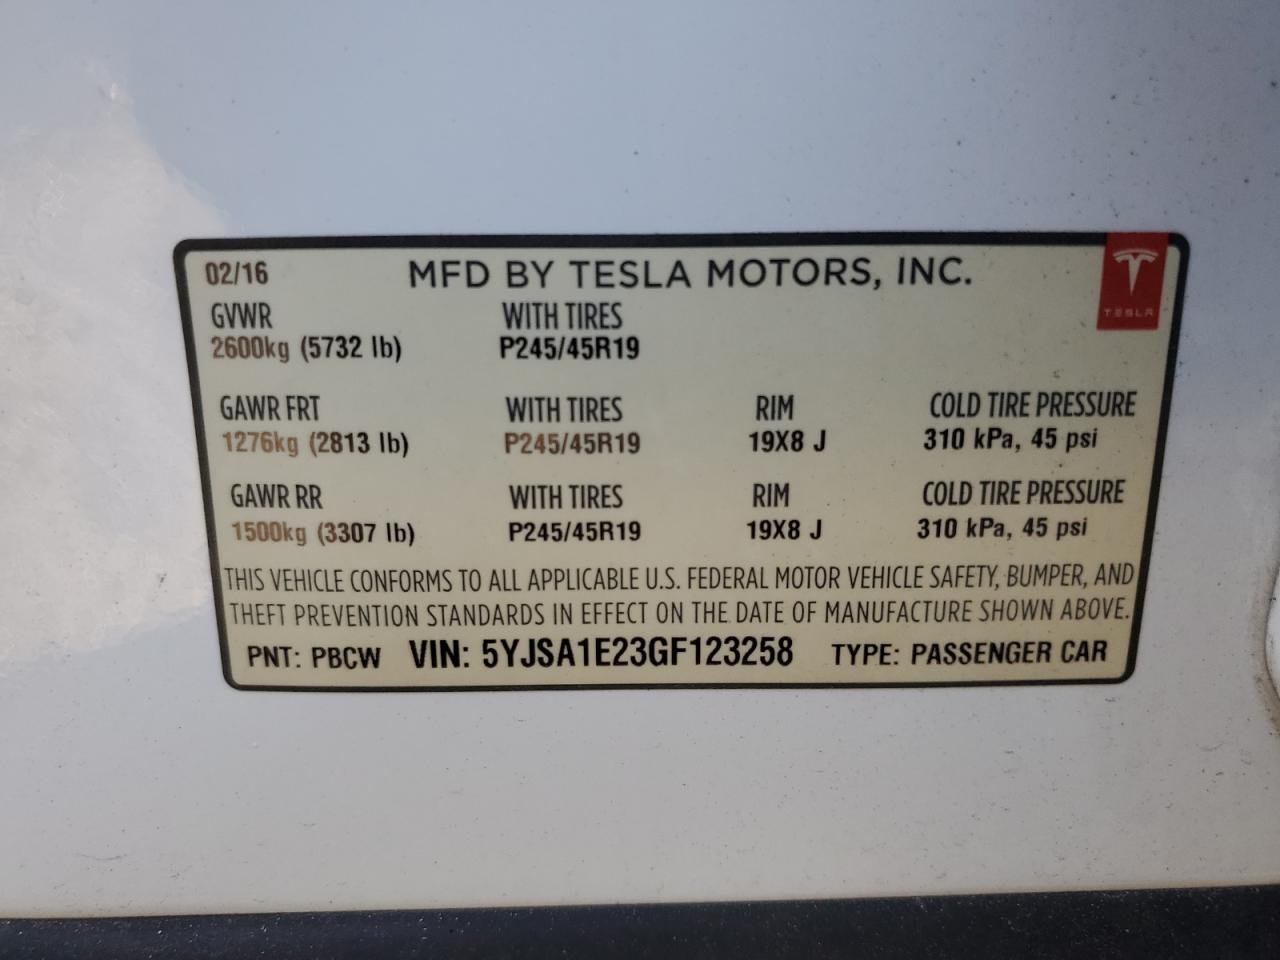 02/16 MFD BY TESLA MOTORS, INC.
TESLA
GVWR WITH TIRES
2600kg (5732 lb) P245/45R19
GAWR FRT WITH TIRES RIM COLD TIRE PRESSURE
1276kg (2813 lb) P245/45R19 19X8 J 310 kPa, 45 psi
GAWR RR WITH TIRES RIM COLD TIRE PRESSURE
1500kg (3307 lb) P245/45R19 19X8 J 310 kPa, 45 psi
THIS VEHICLE CONFORMS TO ALL APPLICABLE U.S. FEDERAL MOTOR VEHICLE SAFETY, BUMPER, AND
THEFT PREVENTION STANDARDS IN EFFECT ON THE DATE OF MANUFACTURE SHOWN ABOVE.
PNT: PBCW VIN: 5YJSA1E23GF123258 TYPE: PASSENGER CAR